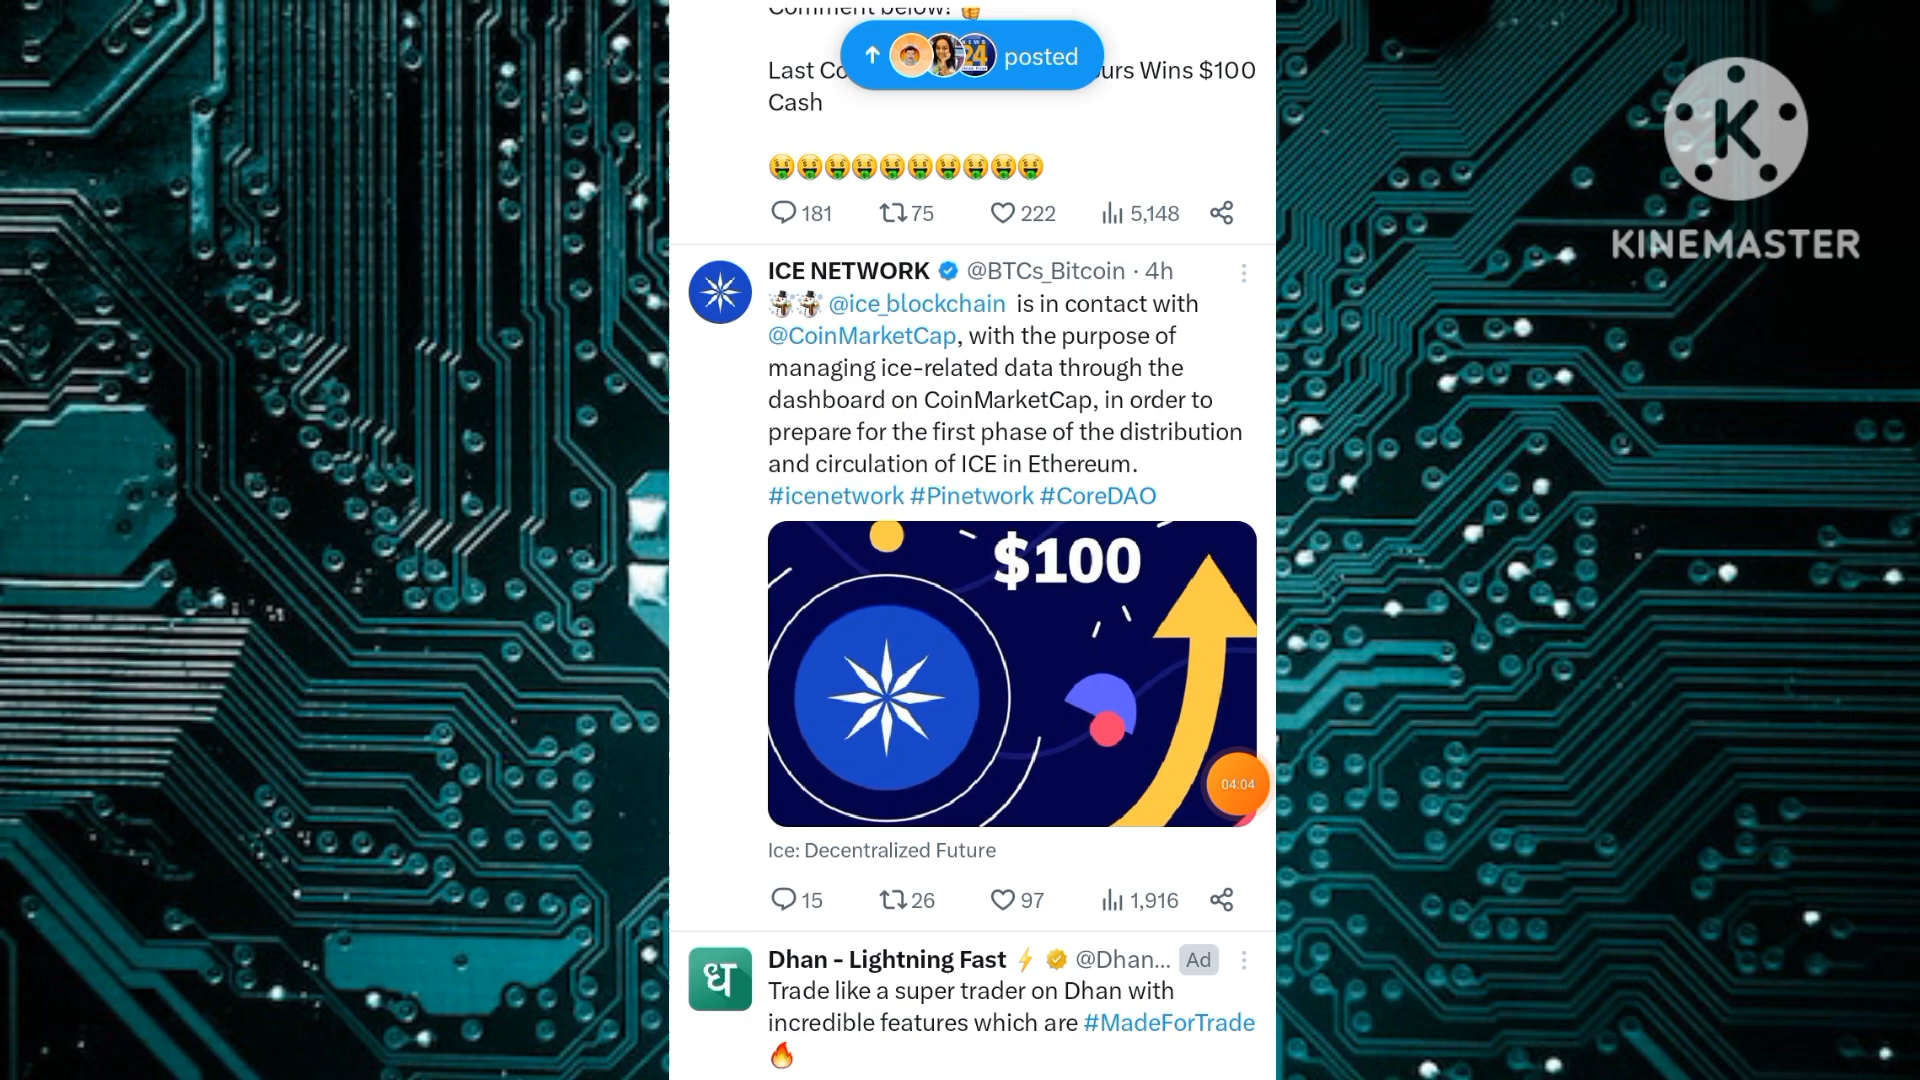 Comment below! 👍
posted
Last Co urs Wins $100
Cash
🤑🤑🤑🤑🤑🤑🤑🤑🤑🤑
181 75 222 5,148
ICE NETWORK @BTCs_Bitcoin · 4h
⛄⛄ @ice_blockchain is in contact with
@CoinMarketCap, with the purpose of
managing ice-related data through the
dashboard on CoinMarketCap, in order to
prepare for the first phase of the distribution
and circulation of ICE in Ethereum.
#icenetwork #Pinetwork #CoreDAO
$100
04:04
Ice: Decentralized Future
15 26 97 1,916
ध
Dhan - Lightning Fast ⚡ @Dhan... Ad
Trade like a super trader on Dhan with
incredible features which are #MadeForTrade
🔥
K
KINEMASTER
NEWS
24